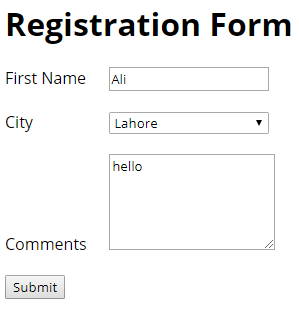 Registration Form
First Name Ali
City Lahore
hello
Comments
Submit